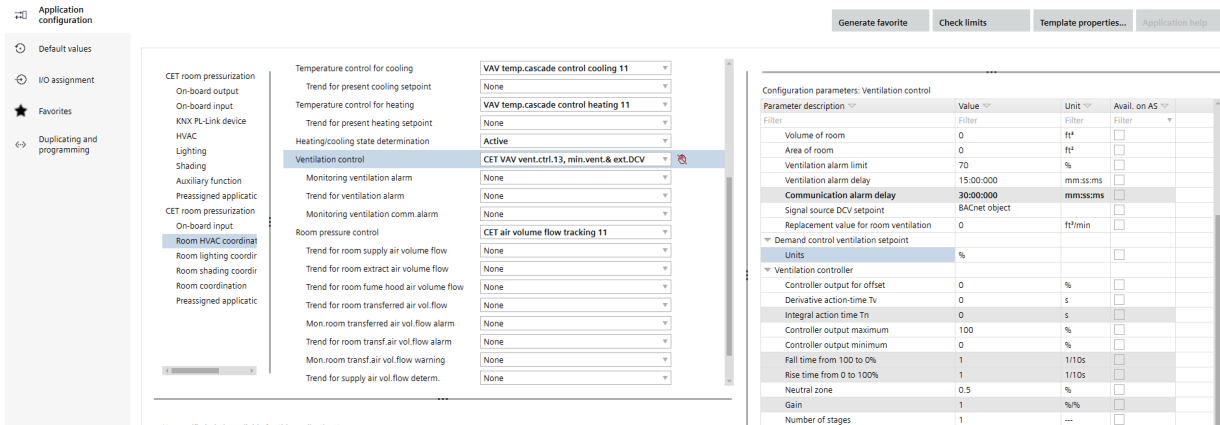 Application
configuration
Default values
I/O assignment
Favorites
Duplicating and
programming
Generate favorite
Check limits
Template properties...
Application help
CET room pressurization
On-board output
On-board input
KNX PL-Link device
HVAC
Lighting
Shading
Auxiliary function
Preassigned applicatic
CET room pressurization
On-board input
Room HVAC coordinat
Room lighting coordir
Room shading coordir
Room coordination
Preassigned applicatic
Temperature control for cooling VAV temp.cascade control cooling 11
Trend for present cooling setpoint None
Temperature control for heating VAV temp.cascade control heating 11
Trend for present heating setpoint None
Heating/cooling state determination Active
Ventilation control CET VAV vent.ctrl.13, min.vent.& ext.DCV
Monitoring ventilation alarm None
Trend for ventilation alarm None
Monitoring ventilation comm.alarm None
Room pressure control CET air volume flow tracking 11
Trend for room supply air volume flow None
Trend for room extract air volume flow None
Trend for room fume hood air volume flow None
Trend for room transferred air vol.flow None
Mon.room transferred air vol.flow alarm None
Trend for room transf.air vol.flow alarm None
Mon.room transf.air vol.flow warning None
Trend for supply air vol.flow determ. None
Configuration parameters: Ventilation control
Parameter description Value Unit Avail. on AS
Filter Filter Filter Filter
Volume of room 0 ft³
Area of room 0 ft²
Ventilation alarm limit 70 %
Ventilation alarm delay 15:00:000 mm:ss:ms
Communication alarm delay 30:00:000 mm:ss:ms
Signal source DCV setpoint BACnet object
Replacement value for room ventilation 0 ft³/min
Demand control ventilation setpoint
Units %
Ventilation controller
Controller output for offset 0 %
Derivative action-time Tv 0 s
Integral action time Tn 0 s
Controller output maximum 100 %
Controller output minimum 0 %
Fall time from 100 to 0% 1 1/10s
Rise time from 0 to 100% 1 1/10s
Neutral zone 0.5 %
Gain 1 %/%
Number of stages 1 ---